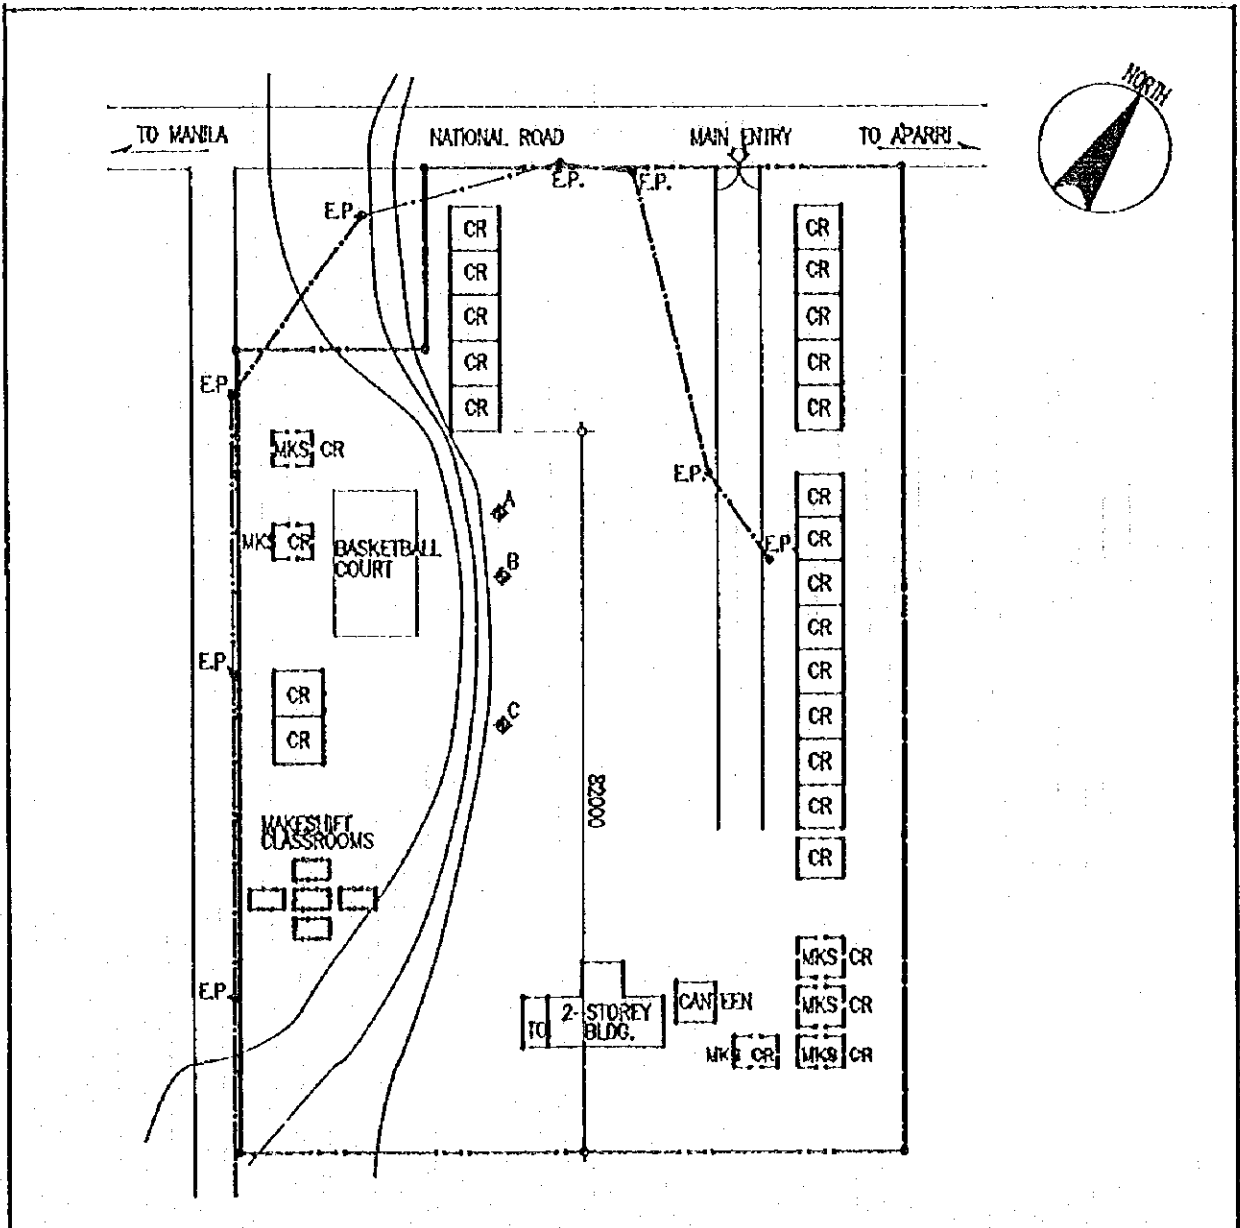 NORTH
TO MANILA
NATIONAL ROAD
MAIN ENTRY
TO APARRI
E.P.
E.P.
E.P.
CR
CR
CR
CR
CR
CR
CR
CR
CR
CR
E.P.
MKS CR
E.P.
CR
A
MKS CR
BASKETBALL
COURT
CR
E.P.
B
CR
CR
E.P.
CR
CR
CR
C
CR
CR
CR
82000
CR
MAKESHIFT
CLASSROOMS
CR
MKS CR
E.P.
TO
2-STOREY
BLDG.
CANTEEN
MKS CR
MKS CR
MKS CR